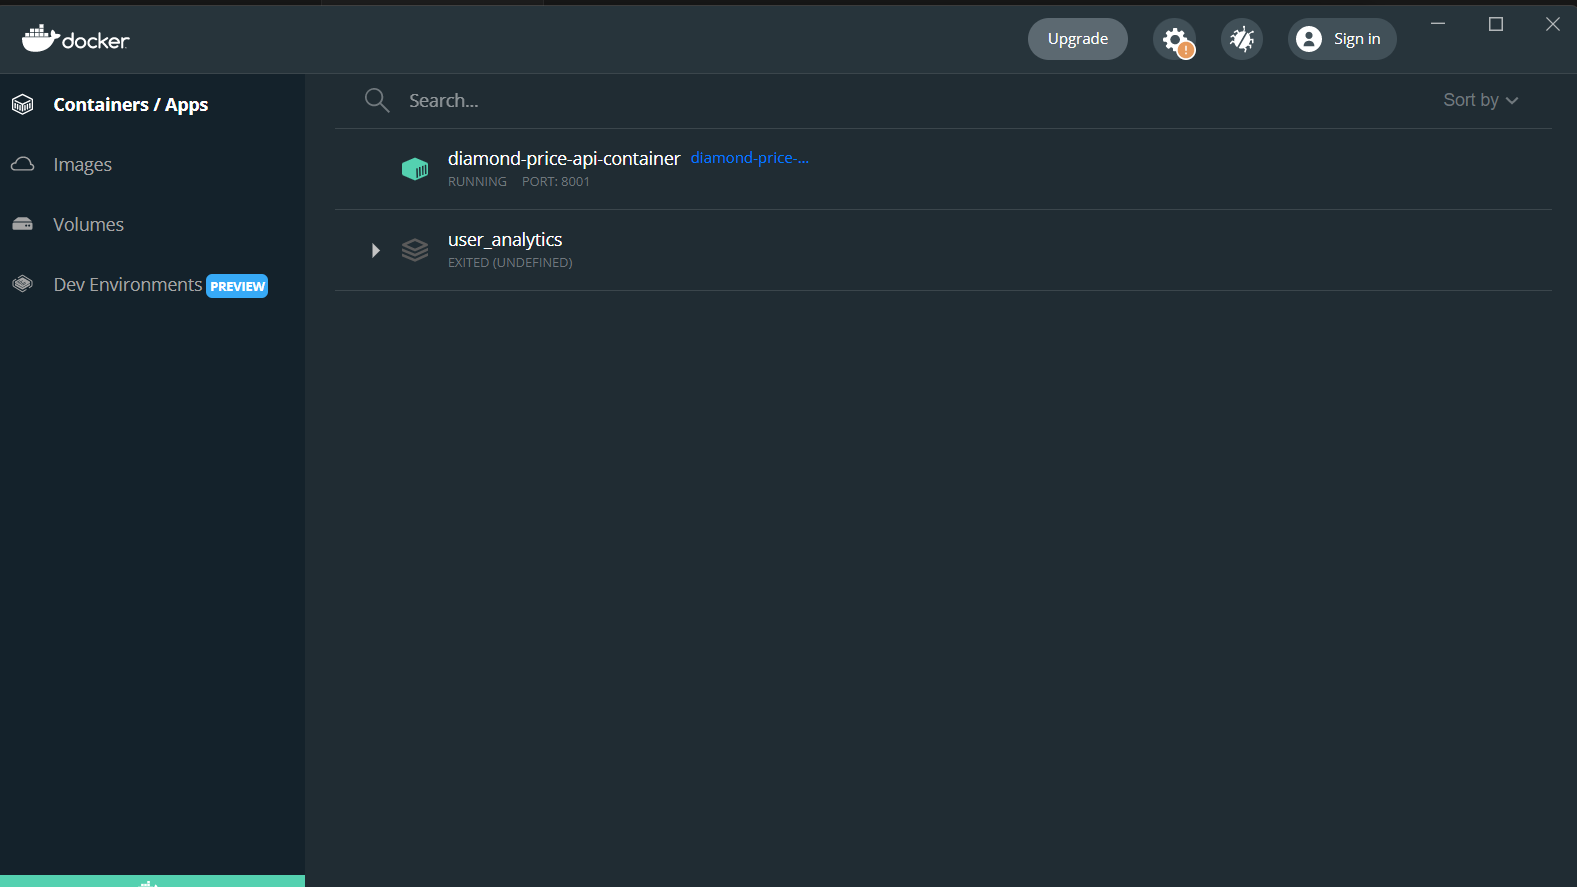 docker
Upgrade
Sign in
Containers / Apps
Images
Volumes
Dev Environments PREVIEW
Search...
Sort by
diamond-price-api-container diamond-price-...
RUNNING PORT: 8001
user_analytics
EXITED (UNDEFINED)